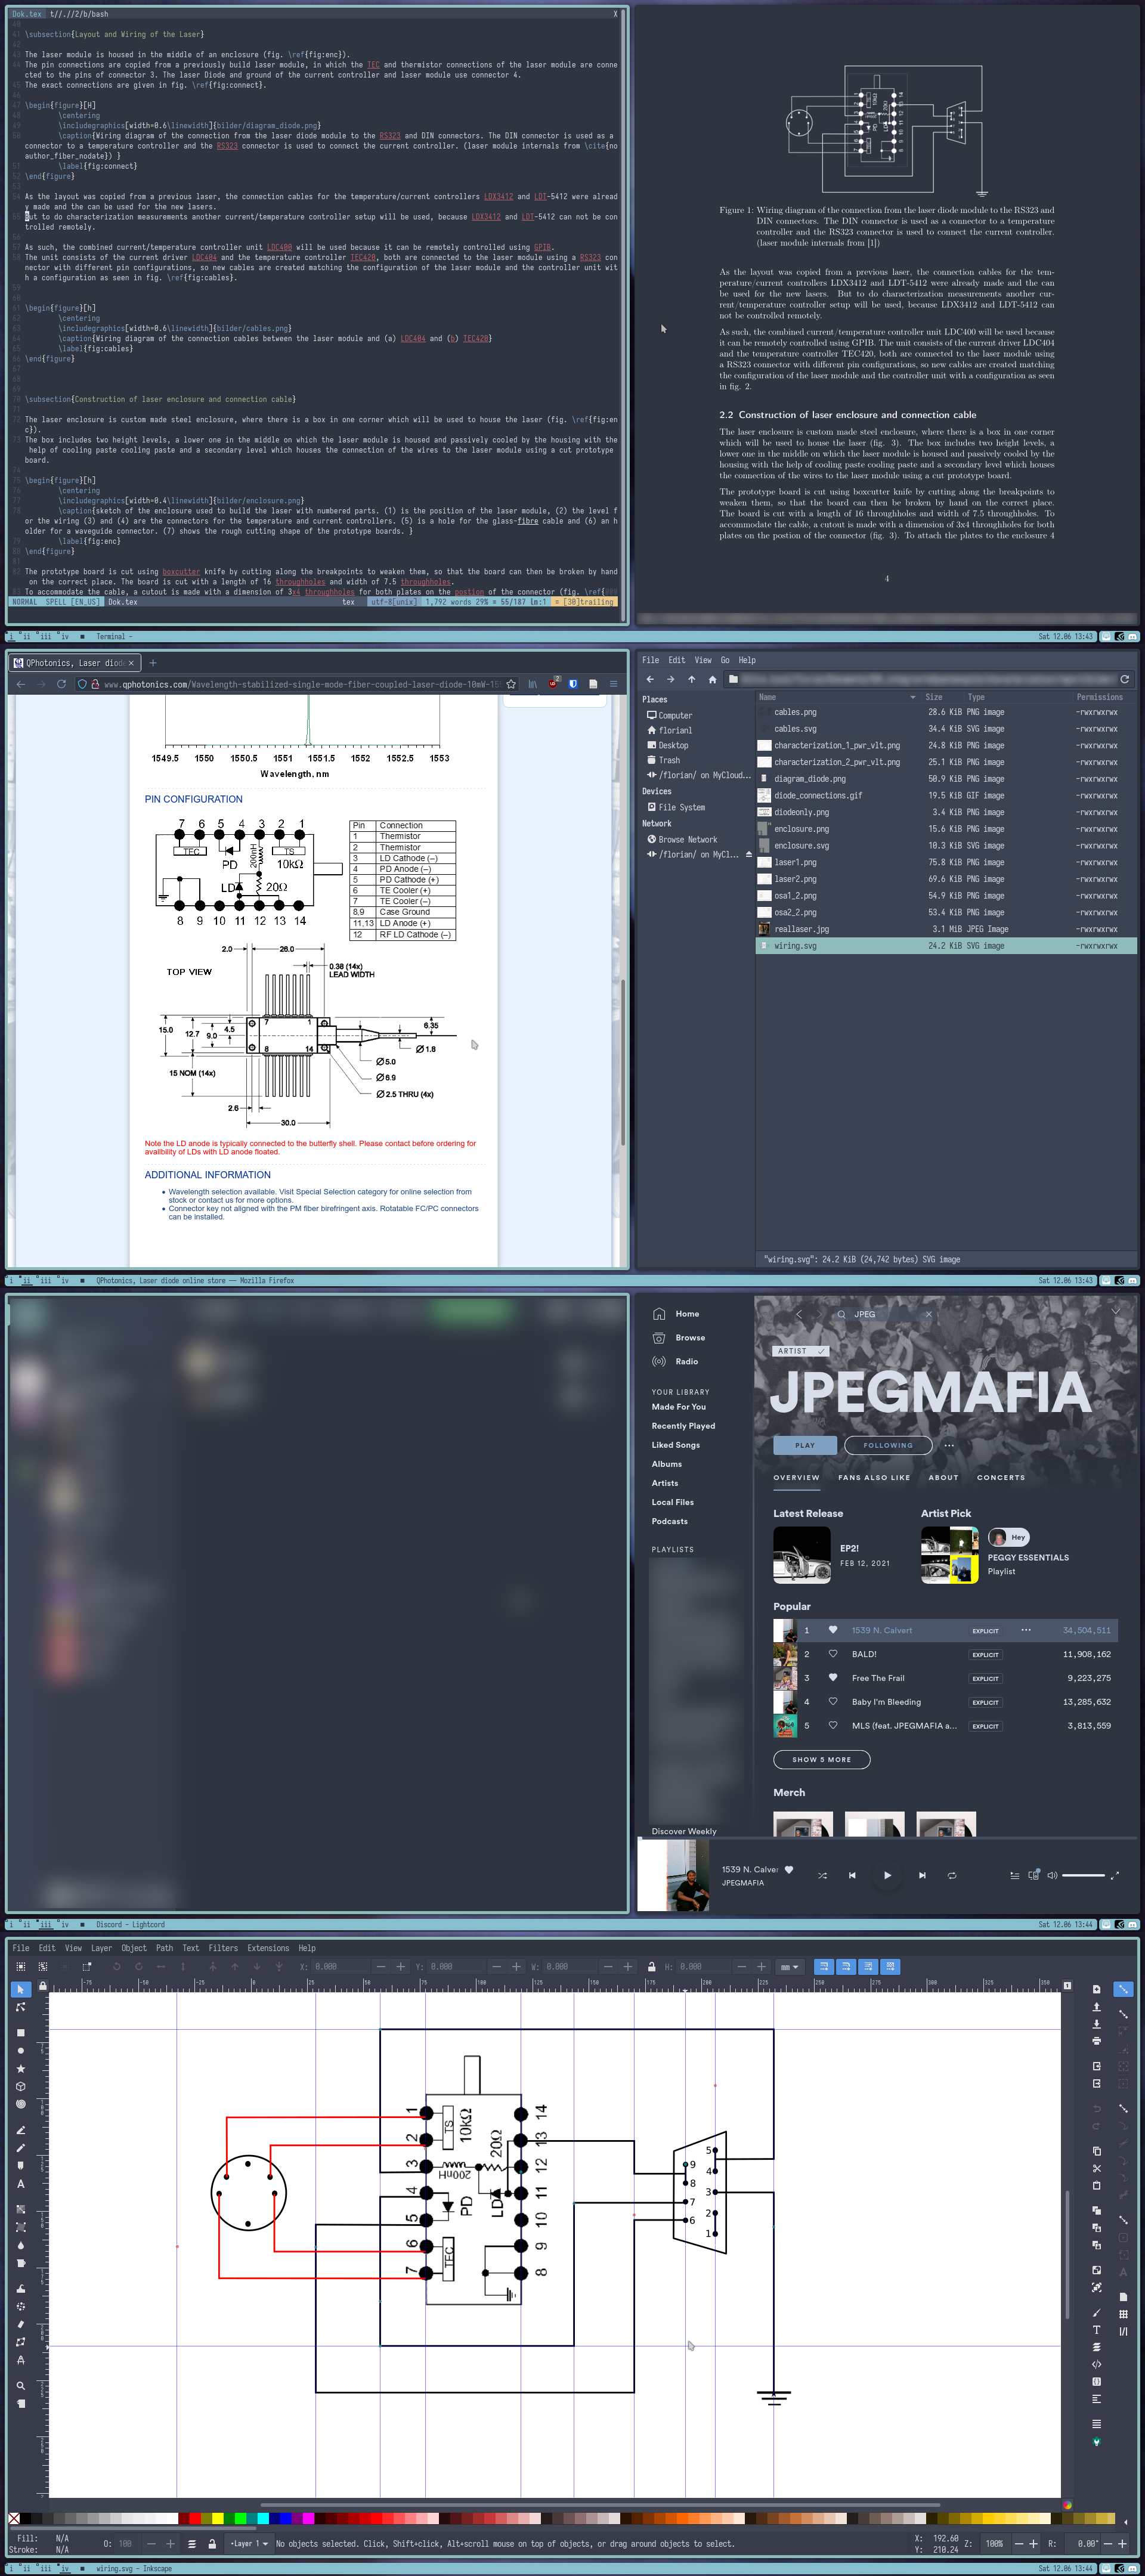 Dok.tex t//.//2/b/bash X
\subsection{Layout and Wiring of the Laser}
The laser module is housed in the middle of an enclosure (fig. \ref{fig:enc}).
The pin connections are copied from a previously build laser module, in which the TEC and thermistor connections of the laser module are conne
cted to the pins of connector 3. The laser Diode and ground of the current controller and laser module use connector 4.
The exact connections are given in fig. \ref{fig:connect}.
\begin{figure}[H]
\centering
\includegraphics[width=0.6\linewidth]{bilder/diagram_diode.png}
\caption{Wiring diagram of the connection from the laser diode module to the RS323 and DIN connectors. The DIN connector is used as a
connector to a temperature controller and the RS323 connector is used to connect the current controller. (laser module internals from \cite{no
author_fiber_nodate}) }
\label{fig:connect}
\end{figure}
As the layout was copied from a previous laser, the connection cables for the temperature/current controllers LDX3412 and LDT-5412 were alread
y made and the can be used for the new lasers.
But to do characterization measurements another current/temperature controller setup will be used, because LDX3412 and LDT-5412 can not be con
trolled remotely.
As such, the combined current/temperature controller unit LDC400 will be used because it can be remotely controlled using GPIB.
The unit consists of the current driver LDC404 and the temperature controller TEC420, both are connected to the laser module using a RS323 con
nector with different pin configurations, so new cables are created matching the configuration of the laser module and the controller unit wit
h a configuration as seen in fig. \ref{fig:cables}.
\begin{figure}[h]
\centering
\includegraphics[width=0.6\linewidth]{bilder/cables.png}
\caption{Wiring diagram of the connection cables between the laser module and (a) LDC404 and (b) TEC420}
\label{fig:cables}
\end{figure}
\subsection{Construction of laser enclosure and connection cable}
The laser enclosure is custom made steel enclosure, where there is a box in one corner which will be used to house the laser (fig. \ref{fig:en
c}).
The box includes two height levels, a lower one in the middle on which the laser module is housed and passively cooled by the housing with the
help of cooling paste cooling paste and a secondary level which houses the connection of the wires to the laser module using a cut prototype
board.
\begin{figure}[h]
\centering
\includegraphics[width=0.4\linewidth]{bilder/enclosure.png}
\caption{sketch of the enclosure used to build the laser with numbered parts. (1) is the position of the laser module, (2) the level f
or the wiring (3) and (4) are the connectors for the temperature and current controllers. (5) is a hole for the glass-fibre cable and (6) an h
older for a waveguide connector. (7) shows the rough cutting shape of the prototype boards. }
\label{fig:enc}
\end{figure}
The prototype board is cut using boxcutter knife by cutting along the breakpoints to weaken them, so that the board can then be broken by hand
on the correct place. The board is cut with a length of 16 throughholes and width of 7.5 throughholes.
To accommodate the cable, a cutout is made with a dimension of 3x4 throughholes for both plates on the postion of the connector (fig. \ref{
NORMAL SPELL [EN_US] Dok.tex tex utf-8[unix] 1,792 words 29% ≡ 55/187 ㏑:1 ≡ [30]trailing
Figure 1: Wiring diagram of the connection from the laser diode module to the RS323 and
DIN connectors. The DIN connector is used as a connector to a temperature
controller and the RS323 connector is used to connect the current controller.
(laser module internals from [1])
As the layout was copied from a previous laser, the connection cables for the tem-
perature/current controllers LDX3412 and LDT-5412 were already made and the can
be used for the new lasers. But to do characterization measurements another cur-
rent/temperature controller setup will be used, because LDX3412 and LDT-5412 can
not be controlled remotely.
As such, the combined current/temperature controller unit LDC400 will be used because
it can be remotely controlled using GPIB. The unit consists of the current driver LDC404
and the temperature controller TEC420, both are connected to the laser module using
a RS323 connector with different pin configurations, so new cables are created matching
the configuration of the laser module and the controller unit with a configuration as seen
in fig. 2.
2.2 Construction of laser enclosure and connection cable
The laser enclosure is custom made steel enclosure, where there is a box in one corner
which will be used to house the laser (fig. 3). The box includes two height levels, a
lower one in the middle on which the laser module is housed and passively cooled by the
housing with the help of cooling paste cooling paste and a secondary level which houses
the connection of the wires to the laser module using a cut prototype board.
The prototype board is cut using boxcutter knife by cutting along the breakpoints to
weaken them, so that the board can then be broken by hand on the correct place.
The board is cut with a length of 16 throughholes and width of 7.5 throughholes. To
accommodate the cable, a cutout is made with a dimension of 3x4 throughholes for both
plates on the postion of the connector (fig. 3). To attach the plates to the enclosure 4
4
i ii iii iv Terminal - Sat 12.06 13:43
QPhotonics, Laser diod
www.qphotonics.com/Wavelength-stabilized-single-mode-fiber-coupled-laser-diode-10mW-15
1549.5 1550 1550.5 1551 1551.5 1552 1552.5 1553
Wavelength, nm
PIN CONFIGURATION
7 6 5 4 3 2 1
TEC PD 200nH TS 10kΩ
LD 20Ω
8 9 10 11 12 13 14
Pin Connection
1 Thermistor
2 Thermistor
3 LD Cathode (–)
4 PD Anode (–)
5 PD Cathode (+)
6 TE Cooler (+)
7 TE Cooler (–)
8,9 Case Ground
11,13 LD Anode (+)
12 RF LD Cathode (–)
2.0 26.0
TOP VIEW
0.38 (14x)
LEAD WIDTH
7 1
15.0 12.7 9.0 4.5 6.35
8 14
Ø1.6
Ø5.0
15 NOM (14x)
Ø6.9
Ø2.5 THRU (4x)
2.6
30.0
Note the LD anode is typically connected to the butterfly shell. Please contact before ordering for
availbility of LDs with LD anode floated.
ADDITIONAL INFORMATION
Wavelength selection available. Visit Special Selection category for online selection from
stock or contact us for more options.
Connector key not aligned with the PM fiber birefringent axis. Rotatable FC/PC connectors
can be installed.
File Edit View Go Help
Places
Computer
florianl
Desktop
Trash
/florian/ on MyCloud...
Devices
File System
Network
Browse Network
/florian/ on MyCl...
Name Size Type Permissions
cables.png 28.6 KiB PNG image -rwxrwxrwx
cables.svg 34.4 KiB SVG image -rwxrwxrwx
characterization_1_pwr_vlt.png 24.8 KiB PNG image -rwxrwxrwx
characterization_2_pwr_vlt.png 25.1 KiB PNG image -rwxrwxrwx
diagram_diode.png 50.9 KiB PNG image -rwxrwxrwx
diode_connections.gif 19.5 KiB GIF image -rwxrwxrwx
diodeonly.png 3.4 KiB PNG image -rwxrwxrwx
enclosure.png 15.6 KiB PNG image -rwxrwxrwx
enclosure.svg 10.3 KiB SVG image -rwxrwxrwx
laser1.png 75.8 KiB PNG image -rwxrwxrwx
laser2.png 69.6 KiB PNG image -rwxrwxrwx
osa1_2.png 54.9 KiB PNG image -rwxrwxrwx
osa2_2.png 53.4 KiB PNG image -rwxrwxrwx
reallaser.jpg 3.1 MiB JPEG Image -rwxrwxrwx
wiring.svg 24.2 KiB SVG image -rwxrwxrwx
"wiring.svg": 24.2 KiB (24,742 bytes) SVG image
i ii iii iv QPhotonics, Laser diode online store — Mozilla Firefox Sat 12.06 13:43
Home
Browse
Radio
YOUR LIBRARY
Made For You
Recently Played
Liked Songs
Albums
Artists
Local Files
Podcasts
PLAYLISTS
Discover Weekly
JPEG
ARTIST
JPEGMAFIA
PLAY FOLLOWING
OVERVIEW FANS ALSO LIKE ABOUT CONCERTS
Latest Release
EP2!
FEB 12, 2021
Artist Pick
Hey
PEGGY ESSENTIALS
Playlist
Popular
1 1539 N. Calvert EXPLICIT 34,504,511
2 BALD! EXPLICIT 11,908,162
3 Free The Frail EXPLICIT 9,223,275
4 Baby I'm Bleeding EXPLICIT 13,285,632
5 MLS (feat. JPEGMAFIA a... EXPLICIT 3,813,559
SHOW 5 MORE
Merch
1539 N. Calver
JPEGMAFIA
i ii iii iv Discord - Lightcord Sat 12.06 13:44
File Edit View Layer Object Path Text Filters Extensions Help
X: 0.000 Y: 0.000 W: 0.000 H: 0.000 mm
-75 -50 -25 0 25 50 75 100 125 150 175 200 225 250 275 300 325 350
1 2 3 4 5 6 7
TS 10kΩ 20Ω 200nH PD LD TEC
14 13 12 11 10 9 8
5 9 4 8 3 7 2 6 1
Fill: N/A
Stroke: N/A
O: 100
Layer 1
No objects selected. Click, Shift+click, Alt+scroll mouse on top of objects, or drag around objects to select.
X: 192.60
Y: 210.24
Z: 100% R: 0.00°
i ii iii iv wiring.svg - Inkscape Sat 12.06 13:44